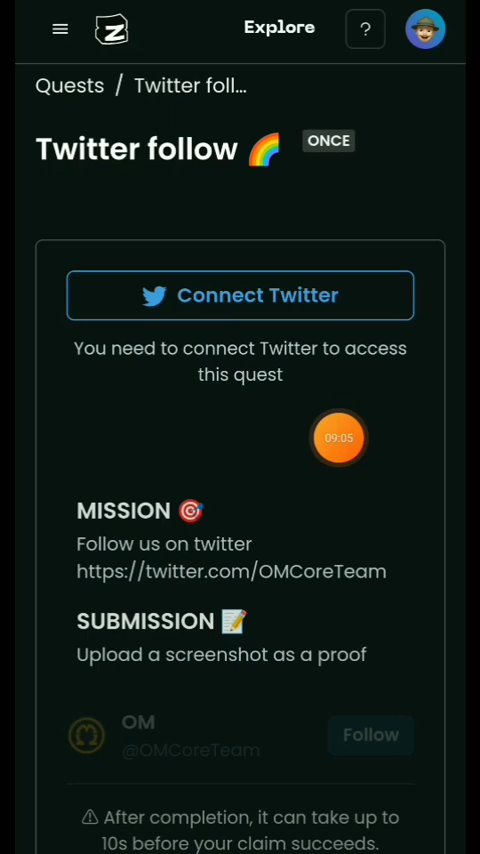 Explore
?
Quests / Twitter foll...
Twitter follow 🌈 ONCE
Connect Twitter
You need to connect Twitter to access
this quest
09:05
MISSION 🎯
Follow us on twitter
https://twitter.com/OMCoreTeam
SUBMISSION 📝
Upload a screenshot as a proof
OM
@OMCoreTeam
Follow
⚠ After completion, it can take up to
10s before your claim succeeds.